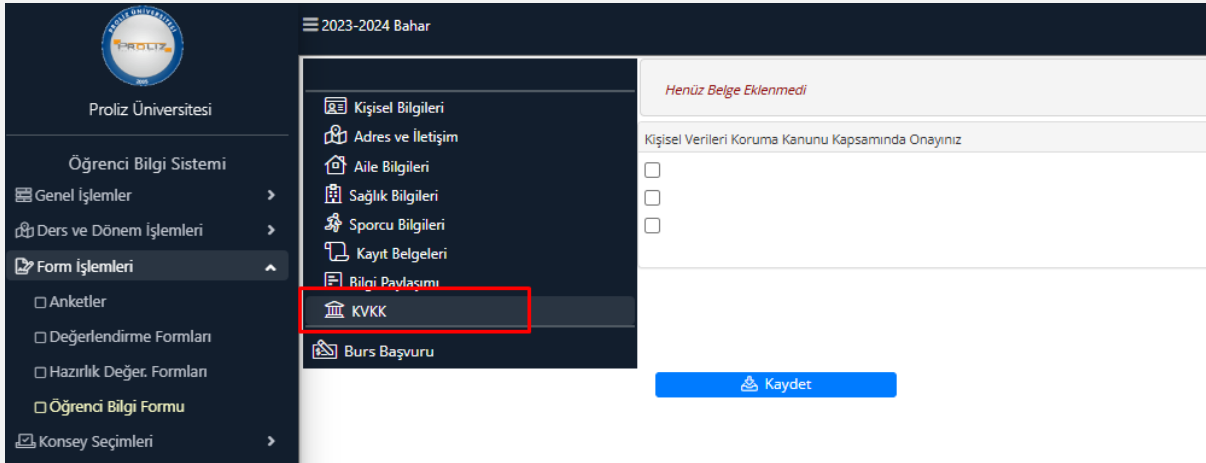 PROLIZ
Proliz Üniversitesi
Öğrenci Bilgi Sistemi
Genel İşlemler
Ders ve Dönem İşlemleri
Form İşlemleri
Anketler
Değerlendirme Formları
Hazırlık Değer. Formları
Öğrenci Bilgi Formu
Konsey Seçimleri
2023-2024 Bahar
Kişisel Bilgileri
Adres ve İletişim
Aile Bilgileri
Sağlık Bilgileri
Sporcu Bilgileri
Kayıt Belgeleri
Bilgi Paylaşımı
KVKK
Burs Başvuru
Henüz Belge Eklenmedi
Kişisel Verileri Koruma Kanunu Kapsamında Onayınız
Kaydet